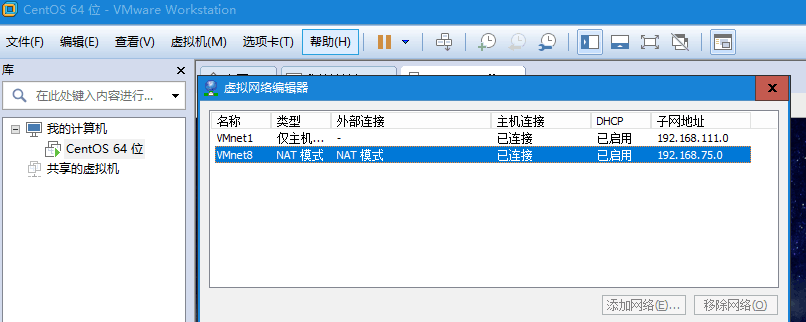 CentOS 64 位 - VMware Workstation
文件(F) 编辑(E) 查看(V) 虚拟机(M) 选项卡(T) 帮助(H)
库
在此处键入内容进行...
我的计算机
CentOS 64 位
共享的虚拟机
虚拟网络编辑器
名称 类型 外部连接 主机连接 DHCP 子网地址
VMnet1 仅主机... - 已连接 已启用 192.168.111.0
VMnet8 NAT 模式 NAT 模式 已连接 已启用 192.168.75.0
添加网络(E)... 移除网络(O)